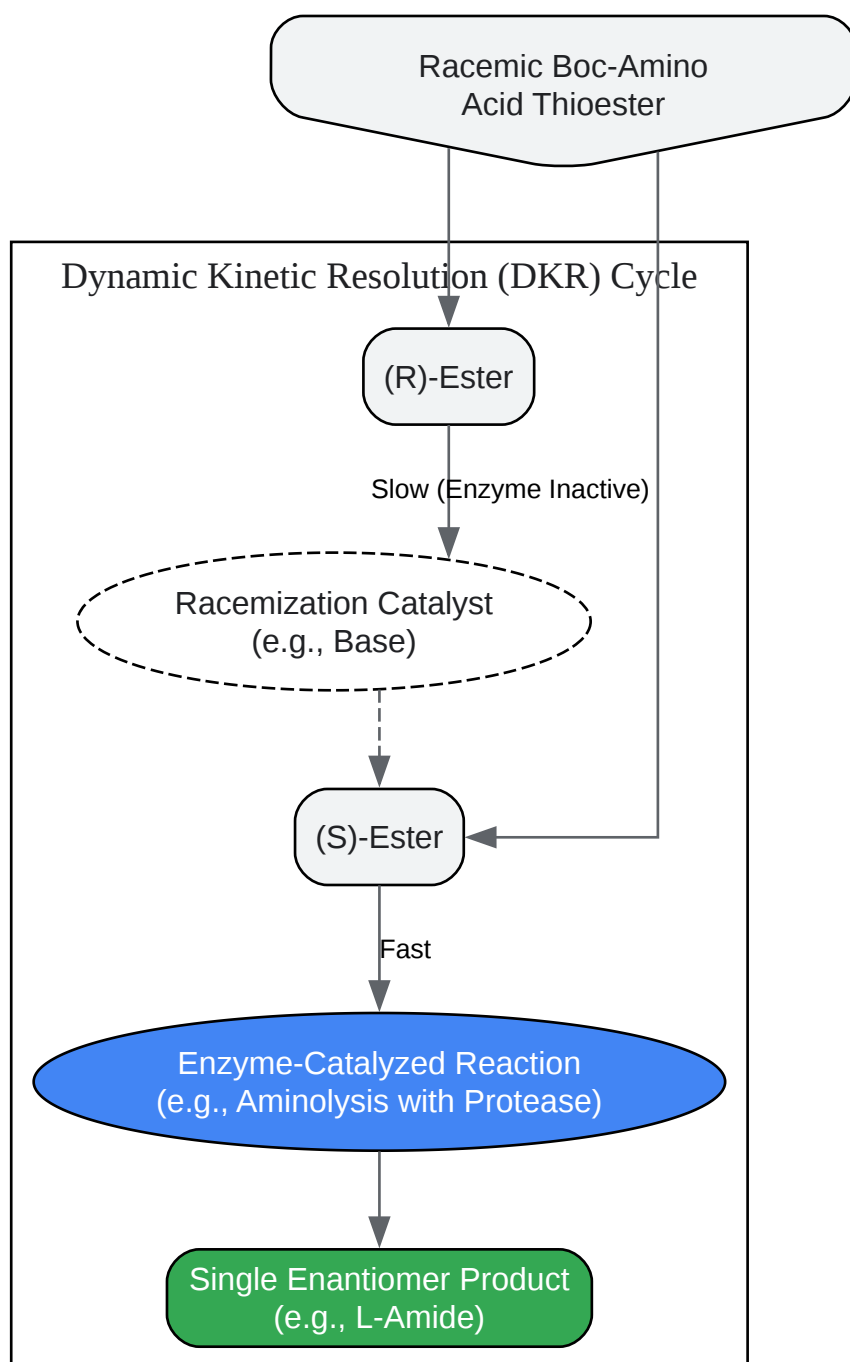 Racemic Boc-Amino
Acid Thioester
Dynamic Kinetic Resolution (DKR) Cycle
(R)-Ester
Slow (Enzyme Inactive)
Racemization Catalyst
(e.g., Base)
(S)-Ester
Fast
Enzyme-Catalyzed Reaction
(e.g., Aminolysis with Protease)
Single Enantiomer Product
(e.g., L-Amide)